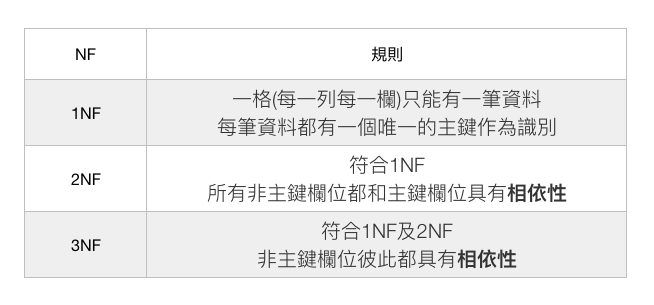 NF 規則
1NF
一格(每一列每一欄)只能有一筆資料
每筆資料都有一個唯一的主鍵作為識別
2NF
符合1NF
所有非主鍵欄位都和主鍵欄位具有相依性
3NF
符合1NF及2NF
非主鍵欄位彼此都具有相依性